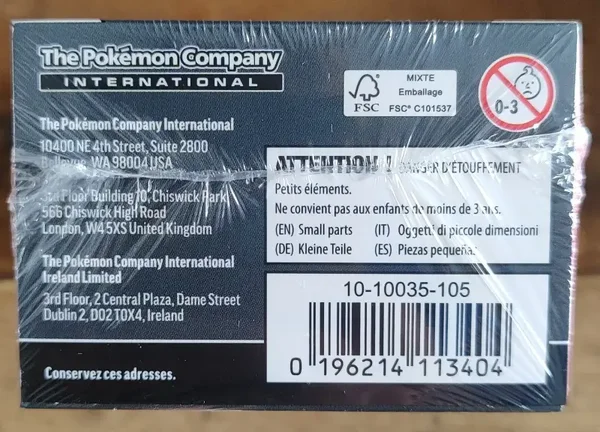 The Pokémon Company
INTERNATIONAL
The Pokémon Company International
10400 NE 4th Street, Suite 2800
Bellevue, WA 98004 USA
Floor Building 10, Chiswick Park
566 Chiswick High Road
London, W4 5XS United Kingdom
The Pokémon Company International
Ireland Limited
3rd Floor, 2 Central Plaza, Dame Street
Dublin 2, D02 T0X4, Ireland
Conservez ces adresses.
FSC
MIXTE
Emballage
FSC® C101537
0-3
ATTENTION ! DANGER D'ÉTOUFFEMENT
Petits éléments.
Ne convient pas aux enfants de moins de 3 ans.
(EN) Small parts (IT) Oggetti di piccole dimensioni
(DE) Kleine Teile (ES) Piezas pequeñas
10-10035-105
0 196214 113404